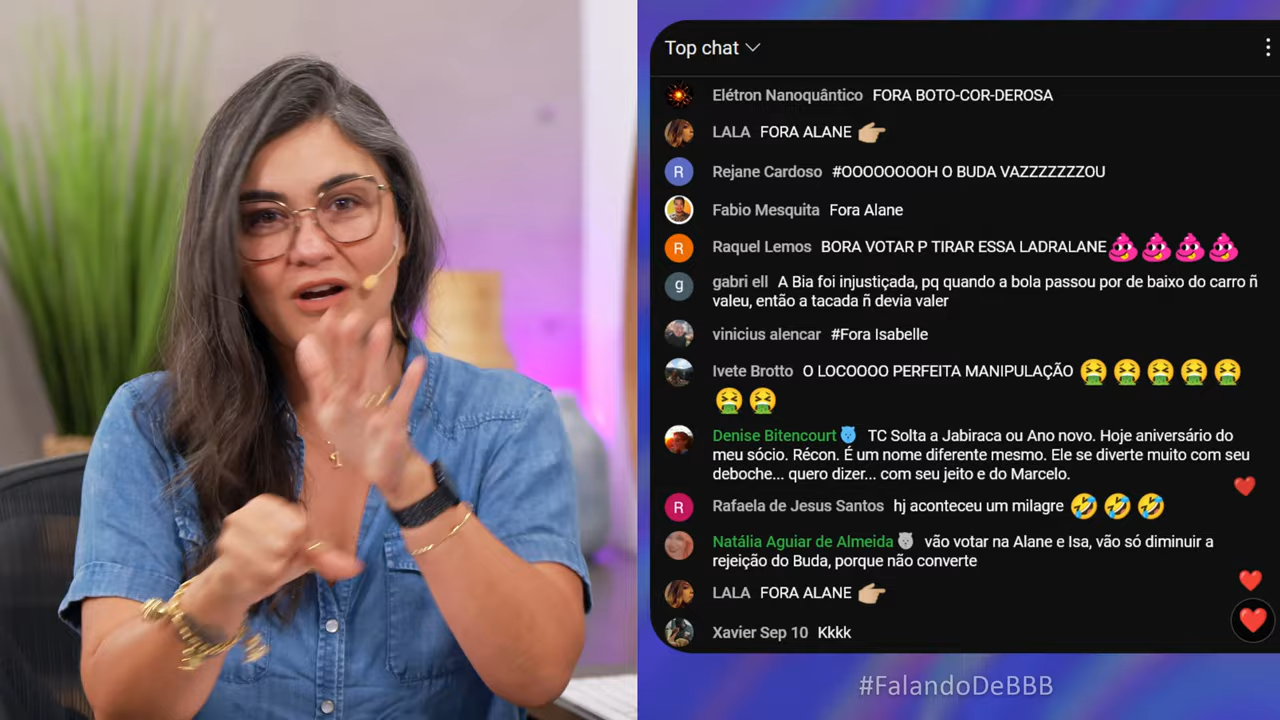 Top chat
Elétron Nanoquântico FORA BOTO-COR-DEROSA
LALA FORA ALANE
R Rejane Cardoso #OOOOOOOOH O BUDA VAZZZZZZZOU
Fabio Mesquita Fora Alane
R Raquel Lemos BORA VOTAR P TIRAR ESSA LADRALANE
g gabri ell A Bia foi injustiçada, pq quando a bola passou por de baixo do carro ñ
valeu, então a tacada ñ devia valer
vinicius alencar #Fora Isabelle
Ivete Brotto O LOCOOOO PERFEITA MANIPULAÇÃO 🤮🤮🤮🤮🤮
🤮🤮
Denise Bitencourt TC Solta a Jabiraca ou Ano novo. Hoje aniversário do
meu sócio. Récon. É um nome diferente mesmo. Ele se diverte muito com seu
deboche... quero dizer... com seu jeito e do Marcelo.
R Rafaela de Jesus Santos hj aconteceu um milagre 🤣🤣🤣
Natália Aguiar de Almeida vão votar na Alane e Isa, vão só diminuir a
rejeição do Buda, porque não converte
LALA FORA ALANE
Xavier Sep 10 Kkkk
#FalandoDeBBB